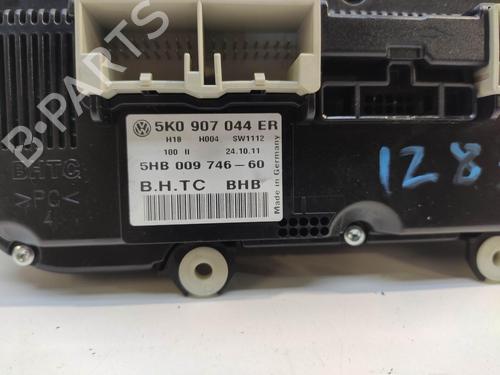 B-PARTS
5K0 907 044 ER
H18 H004 SW1112
100 II 24.10.11
5HB 009 746-60
B.H.TC BHB
Made in Germany
BHTC
>PC<
4
128